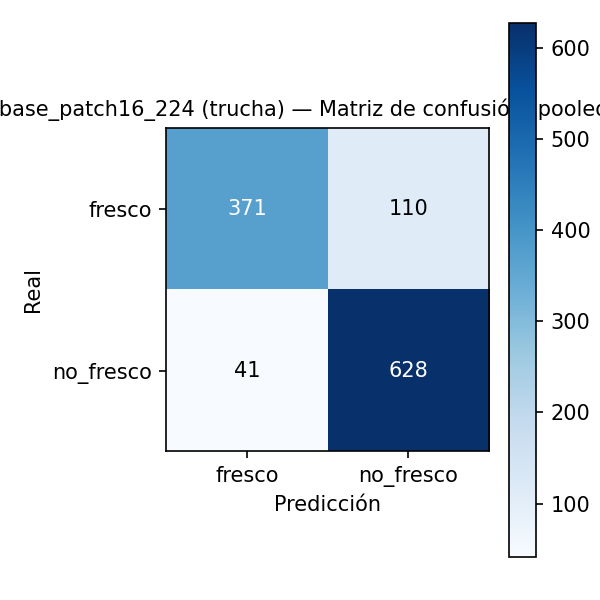 base_patch16_224 (trucha) — Matriz de confusió pooled
600
500
400
300
200
100
fresco
371
110
no_fresco
41
628
fresco
no_fresco
Predicción
Real